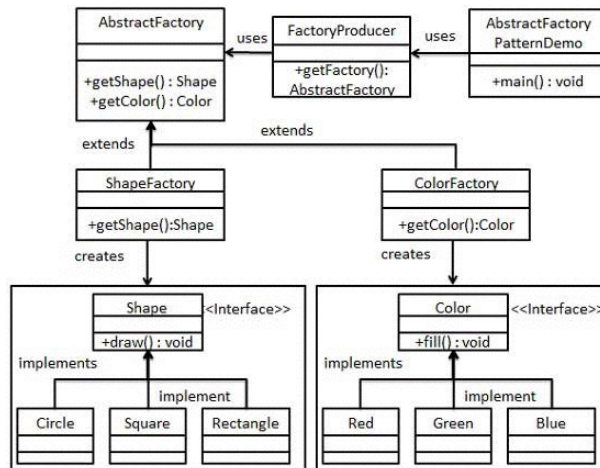 AbstractFactory
+getShape() : Shape
+getColor() : Color
uses
FactoryProducer
+getFactory():
AbstractFactory
uses
AbstractFactory
PatternDemo
+main() : void
extends
extends
ShapeFactory
+getShape():Shape
ColorFactory
+getColor():Color
creates
creates
Shape
<<Interface>>
+draw() : void
implements
implement
Circle
Square
Rectangle
Color
<<Interface>>
+fill() : void
implements
implement
Red
Green
Blue